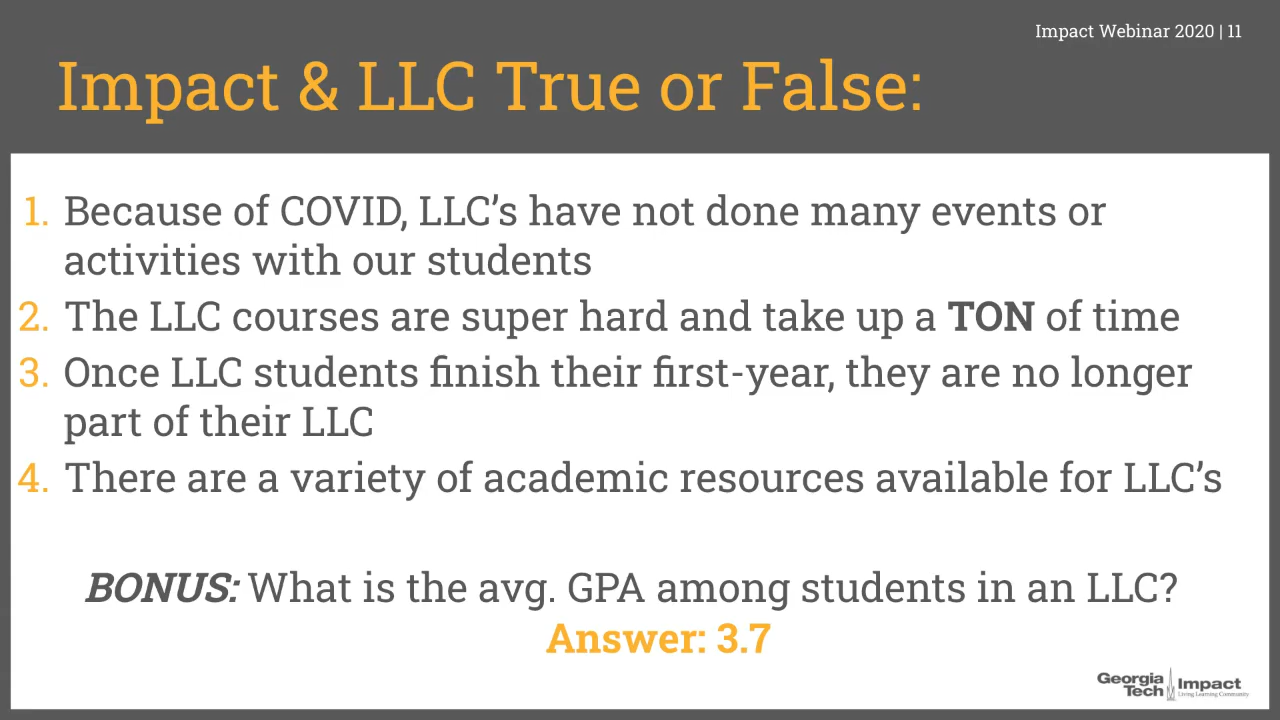 Impact Webinar 2020 | 11
Impact & LLC True or False:
1. Because of COVID, LLC’s have not done many events or
activities with our students
2. The LLC courses are super hard and take up a TON of time
3. Once LLC students finish their first-year, they are no longer
part of their LLC
4. There are a variety of academic resources available for LLC’s
BONUS: What is the avg. GPA among students in an LLC?
Answer: 3.7
Georgia
Tech
Impact
Living Learning Community